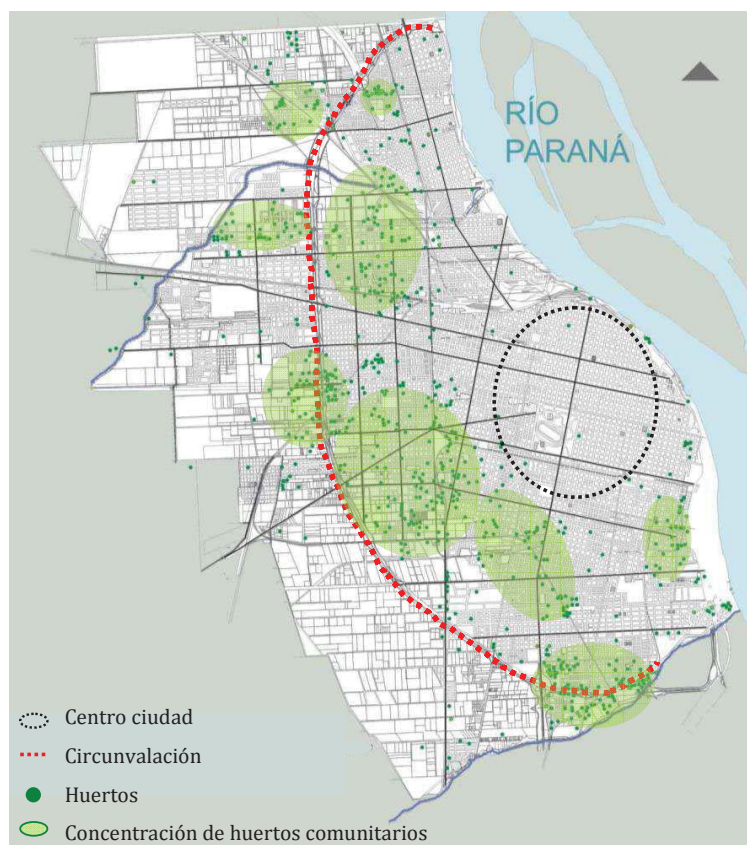 RÍO
PARANÁ
Centro ciudad
Circunvalación
Huertos
Concentración de huertos comunitarios